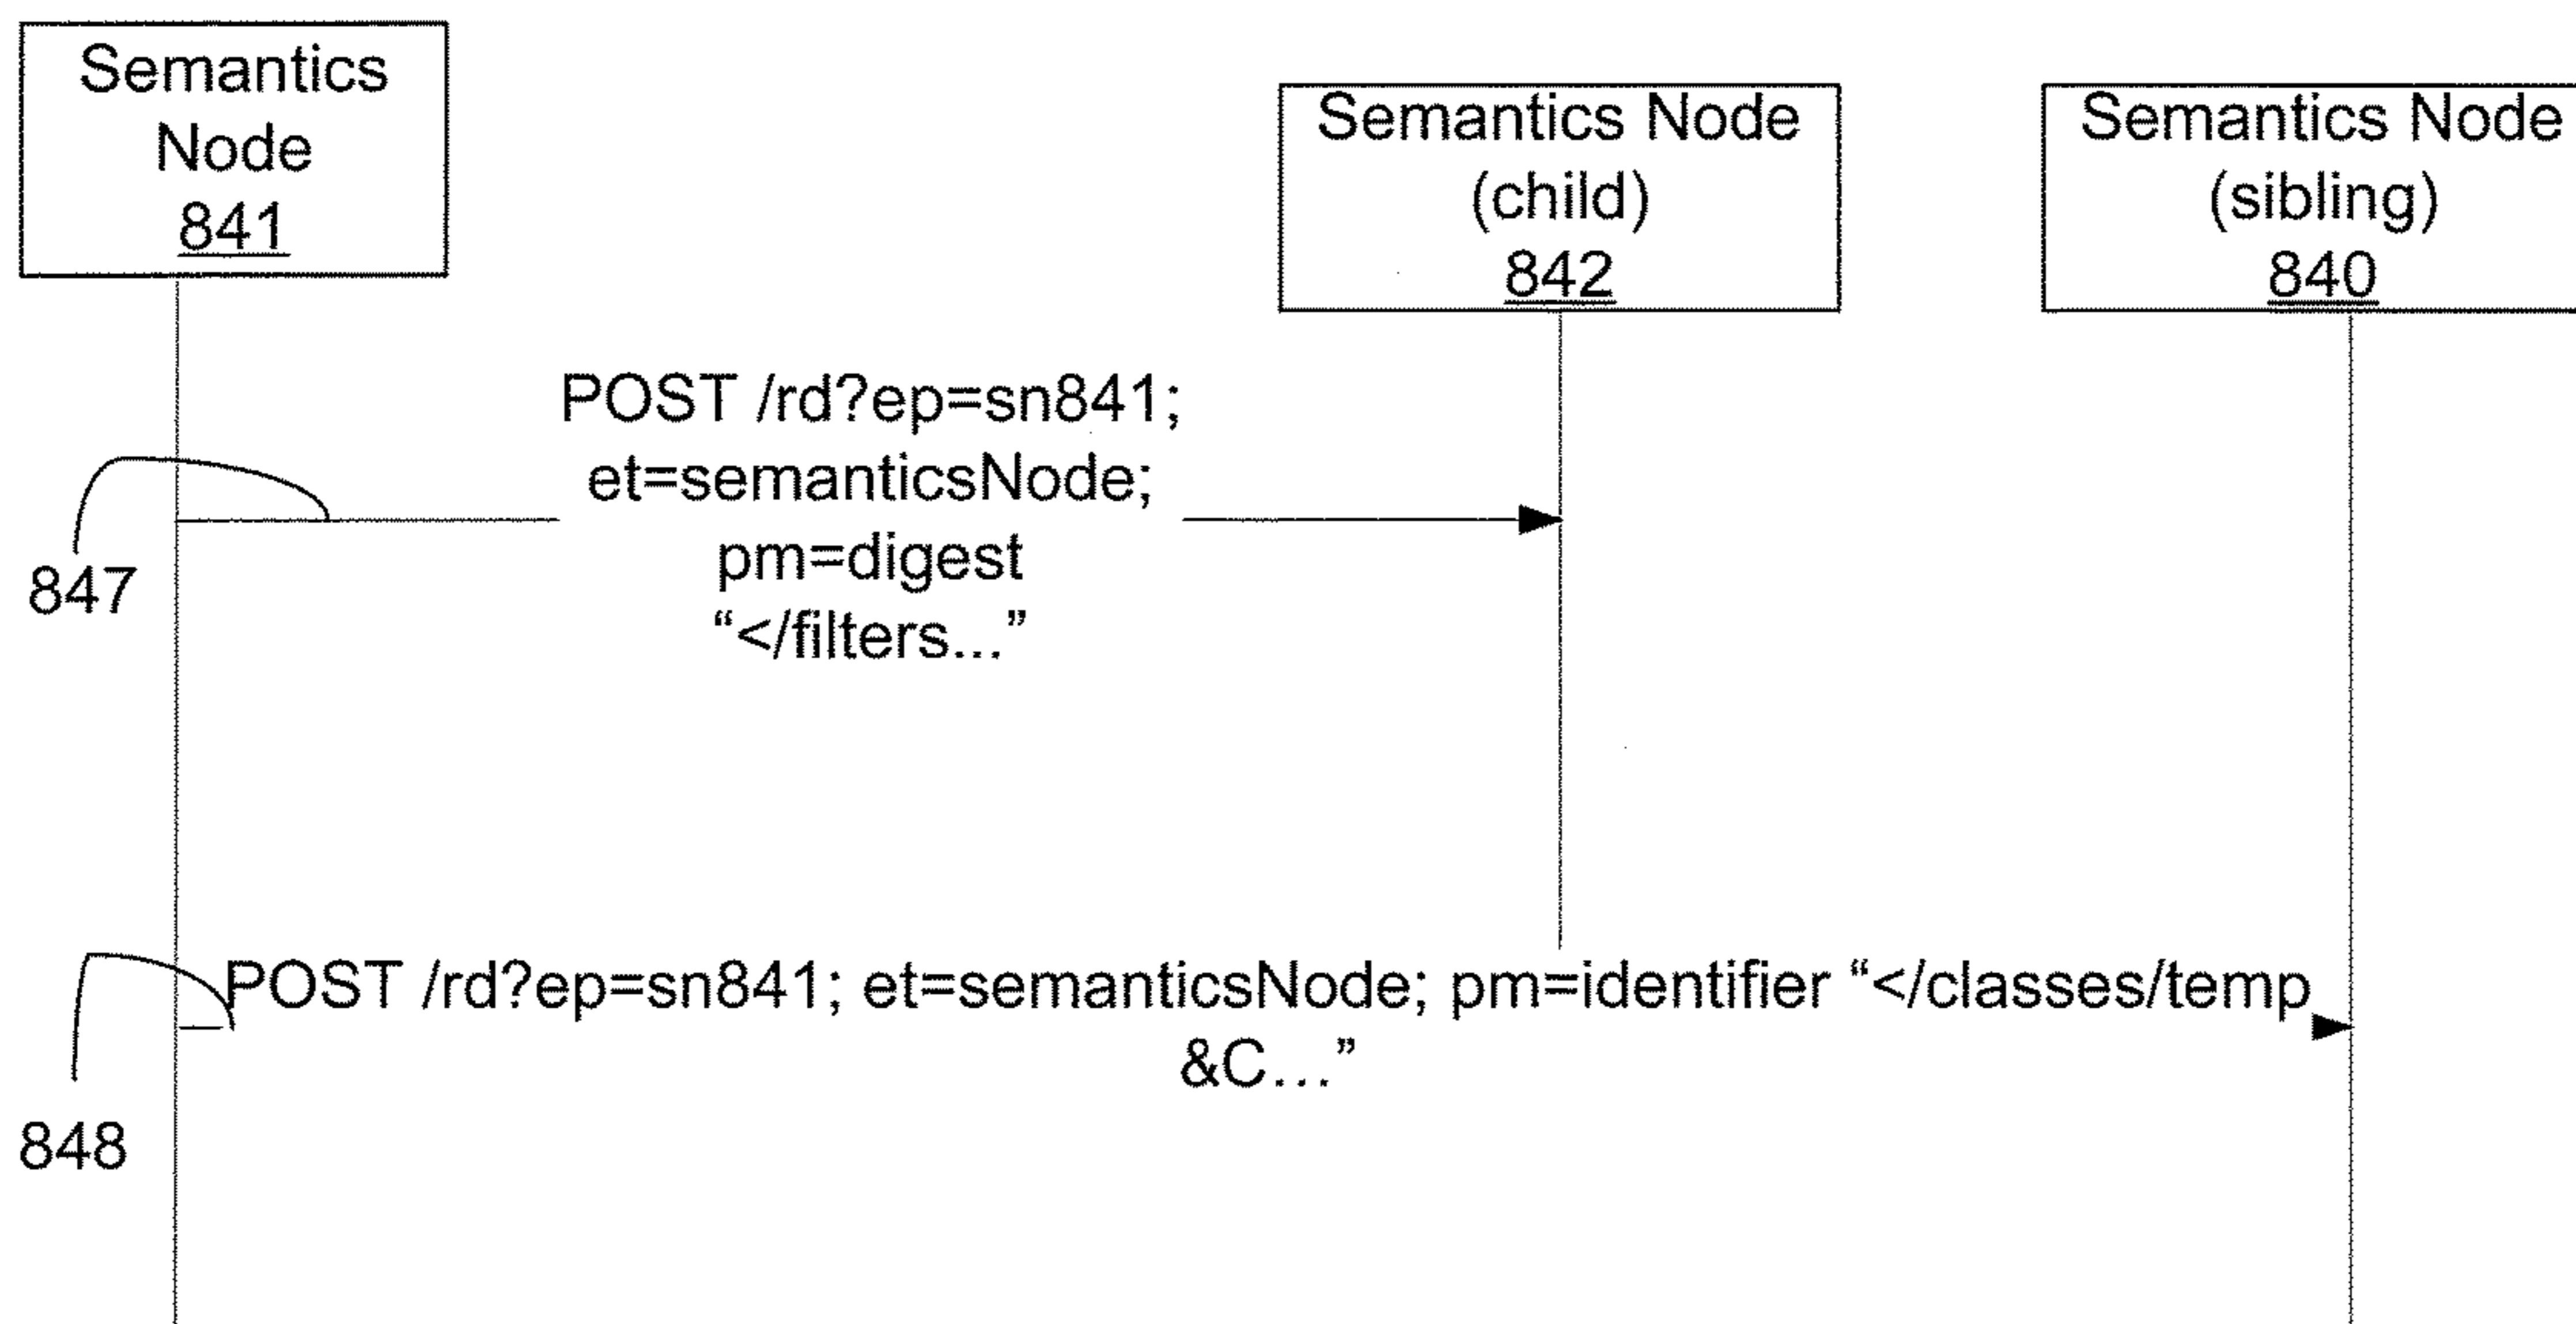 Semantics
Node
841
Semantics Node
(child)
842
Semantics Node
(sibling)
840
POST /rd?ep=sn841;
et=semanticsNode;
pm=digest
“</filters...”
847
POST /rd?ep=sn841; et=semanticsNode; pm=identifier “</classes/temp
&C...”
848